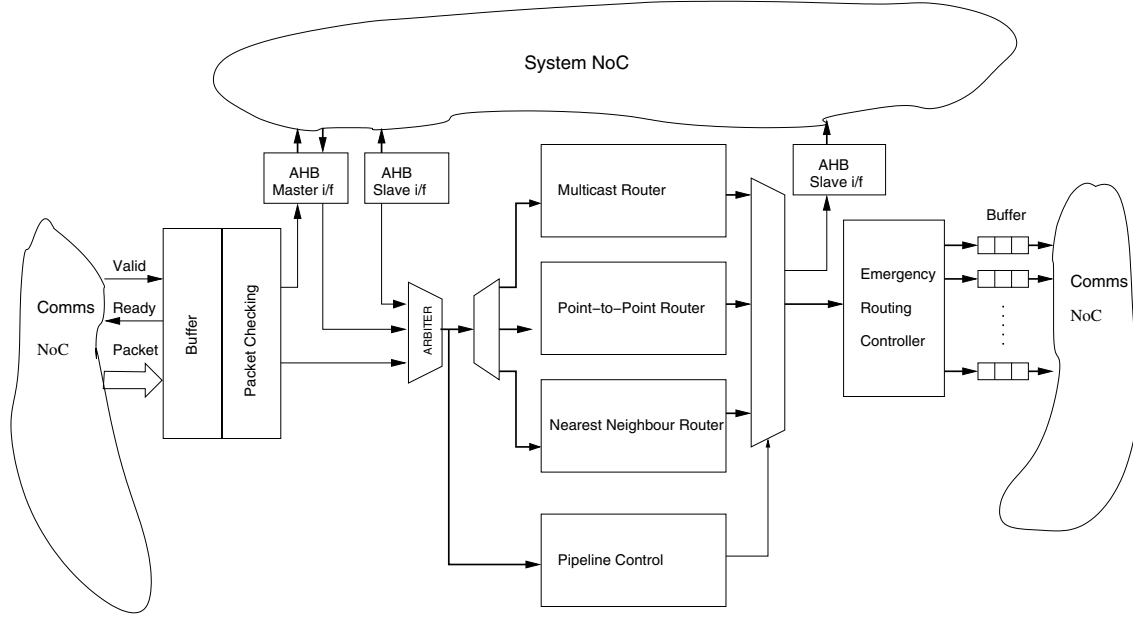 System NoC
AHB
Master i/f
AHB
Slave i/f
AHB
Slave i/f
Multicast Router
Point-to-Point Router
Nearest Neighbour Router
Pipeline Control
Comms
NoC
Valid
Ready
Packet
Buffer
Packet Checking
ARBITER
Emergency
Routing
Controller
Buffer
Comms
NoC